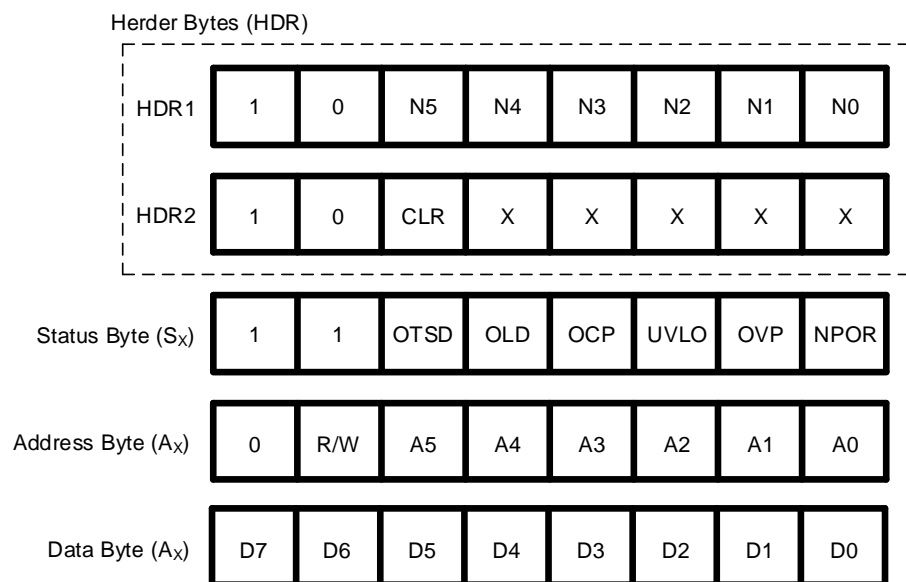 Herder Bytes (HDR)
HDR1 1 0 N5 N4 N3 N2 N1 N0
HDR2 1 0 CLR X X X X X
Status Byte (SX) 1 1 OTSD OLD OCP UVLO OVP NPOR
Address Byte (AX) 0 R/W A5 A4 A3 A2 A1 A0
Data Byte (AX) D7 D6 D5 D4 D3 D2 D1 D0